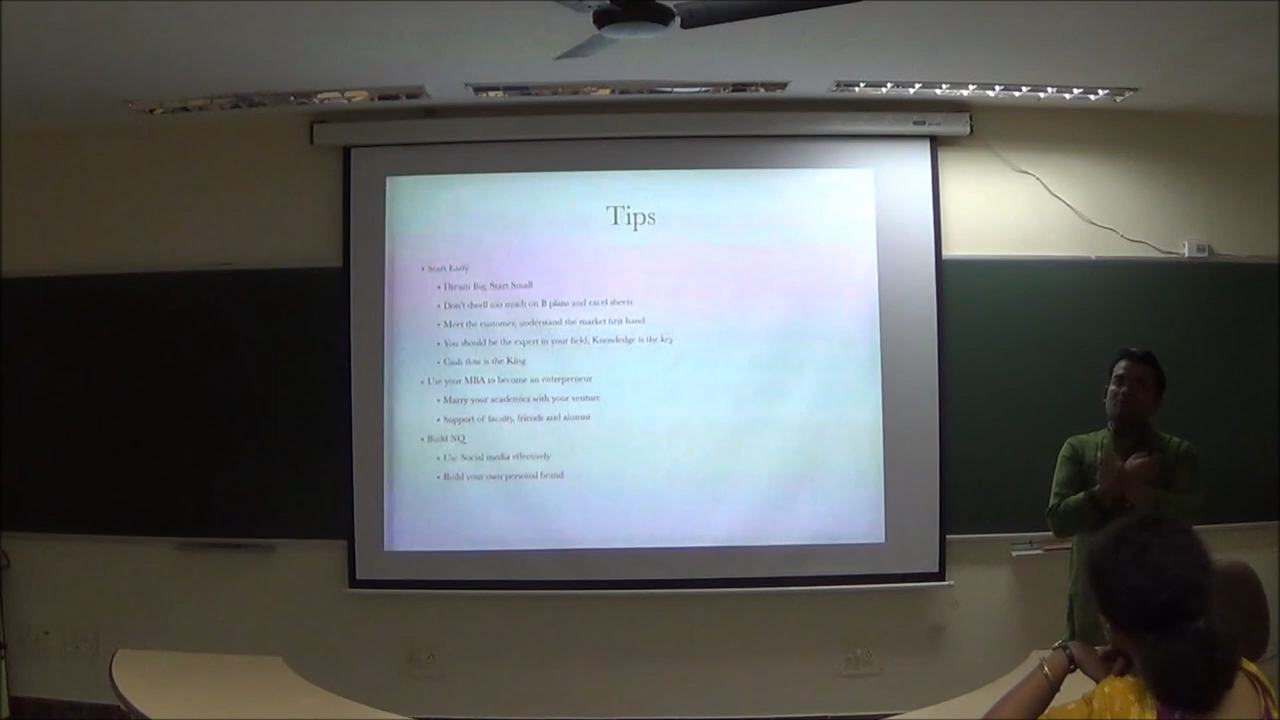 Tips
• Start Early
• Dream Big, Start Small
• Don't dwell too much on B plans and excel sheets
• Meet the customer, understand the market first hand
• You should be the expert in your field, Knowledge is the key
• Cash flow is the King
• Use your MBA to become an entrepreneur
• Marry your academics with your venture
• Support of faculty, friends and alumni
• Build NQ
• Use Social media effectively
• Build your own personal brand